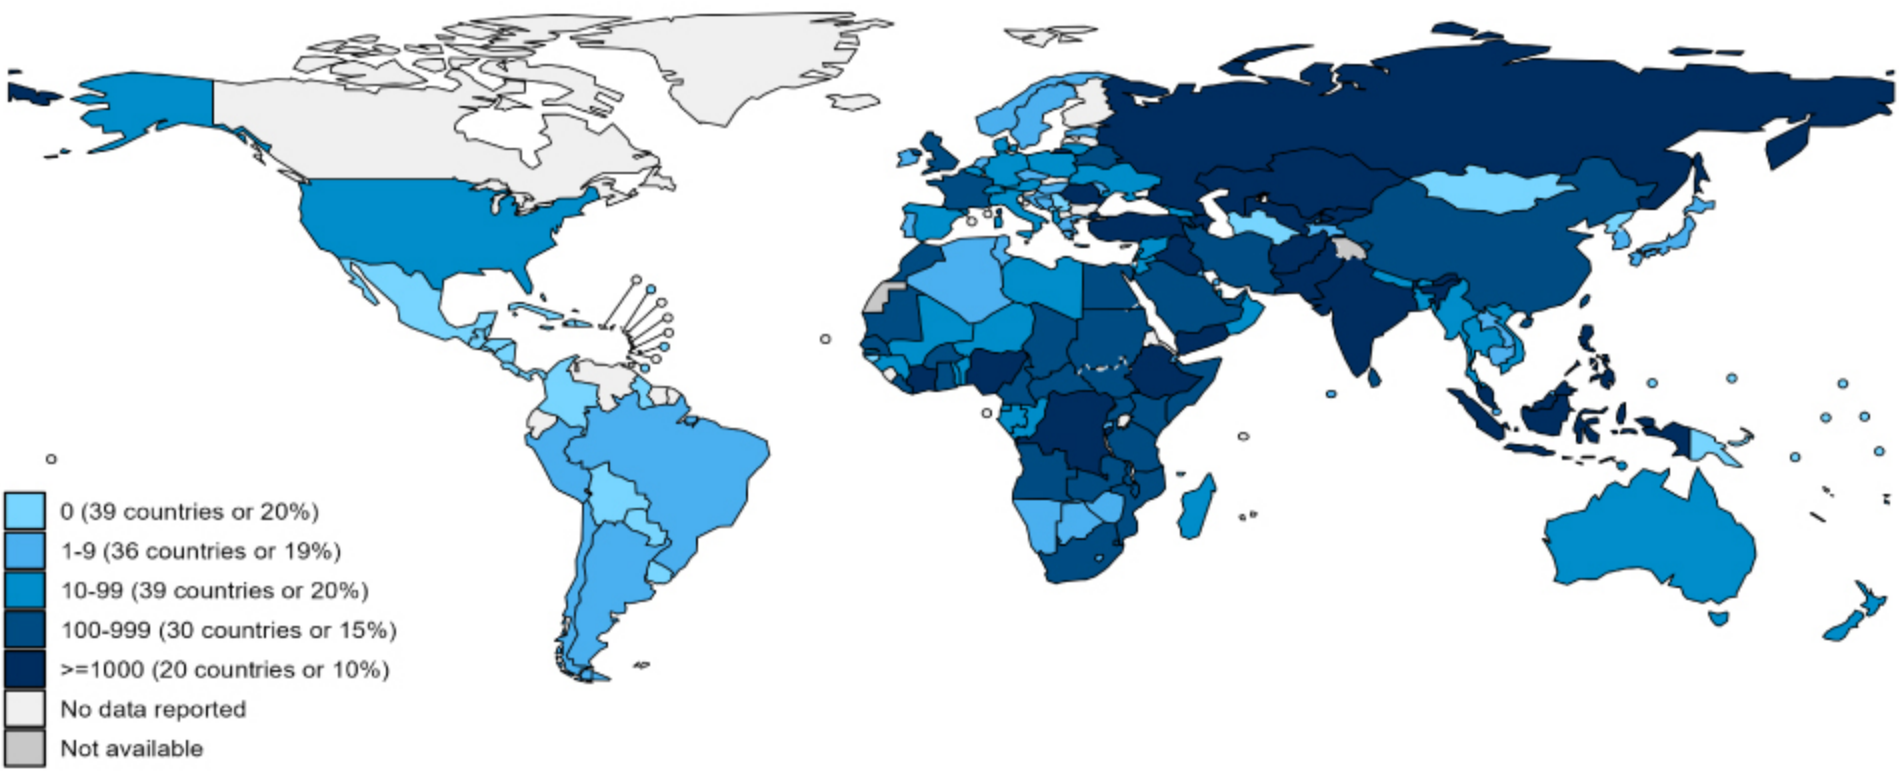 0 (39 countries or 20%)
1-9 (36 countries or 19%)
10-99 (39 countries or 20%)
100-999 (30 countries or 15%)
>=1000 (20 countries or 10%)
No data reported
Not available